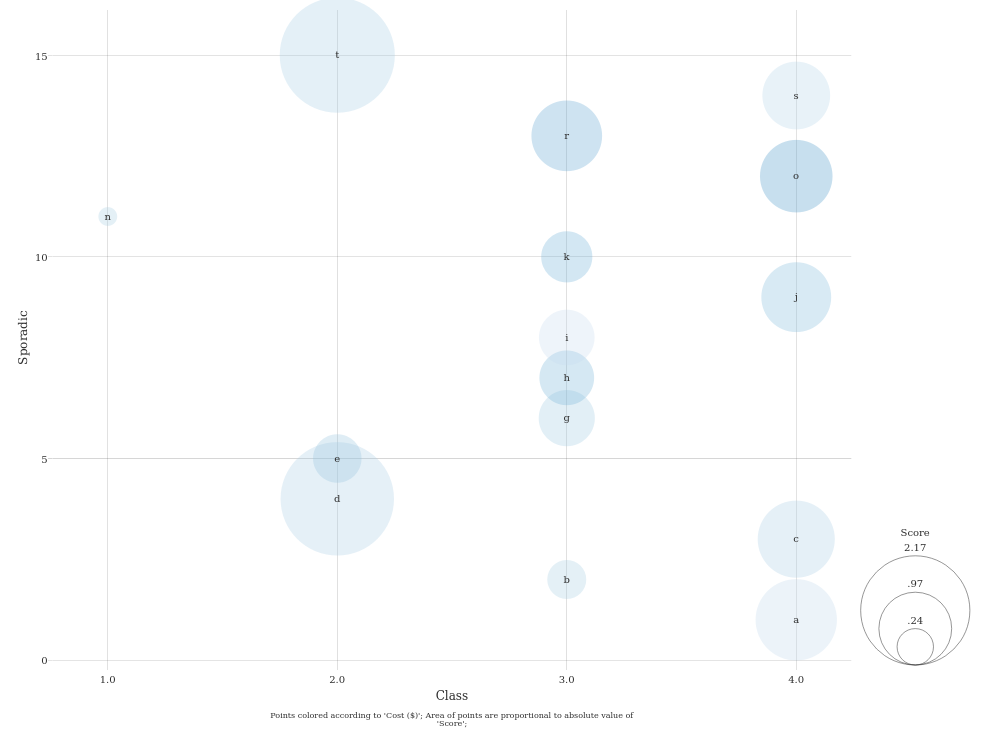 15
t
s
r
o
n
10
k
j
i
h
g
Sporadic
5
e
d
c
b
a
0
Score
2.17
.97
.24
1.0 2.0 3.0 4.0
Class
Points colored according to 'Cost ($)'; Area of points are proportional to absolute value of
'Score';